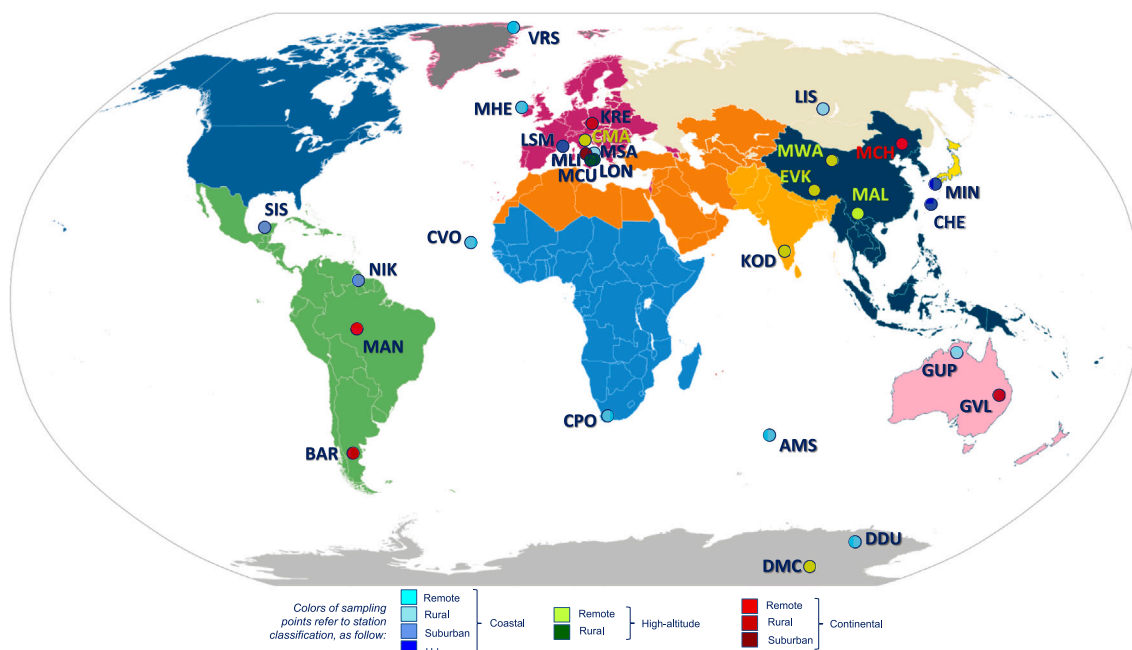 VRS
MHE
KRE
LIS
CMA
LSM
MSA
MLI
MCU
LON
MWA
MCH
EVK
MAL
MIN
CHE
SIS
CVO
KOD
NIK
MAN
GUP
GVL
CPO
BAR
AMS
DDU
DMC
Colors of sampling
points refer to station
classification, as follow:
Remote
Rural
Suburban
Coastal
Remote
Rural
High-altitude
Remote
Rural
Suburban
Continental